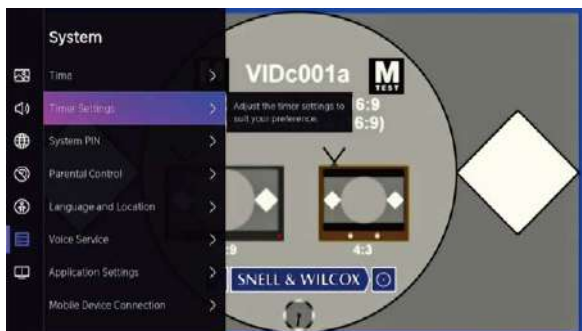 System
Time
Timer Settings
Adjust the timer settings to
suit your preference.
System PIN
Parental Control
Language and Location
Voice Service
Application Settings
Mobile Device Connection
VIDc001a
M
TEST
6:9
6:9)
:9
4:3
SNELL & WILCOX